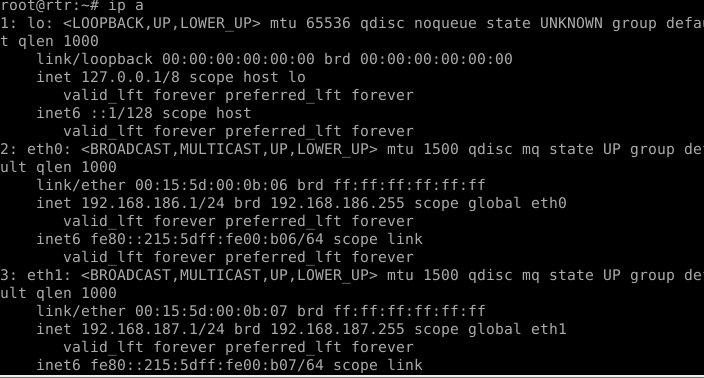 root@rtr:~# ip a
1: lo: <LOOPBACK,UP,LOWER_UP> mtu 65536 qdisc noqueue state UNKNOWN group defau
t qlen 1000
    link/loopback 00:00:00:00:00:00 brd 00:00:00:00:00:00
    inet 127.0.0.1/8 scope host lo
       valid_lft forever preferred_lft forever
    inet6 ::1/128 scope host
       valid_lft forever preferred_lft forever
2: eth0: <BROADCAST,MULTICAST,UP,LOWER_UP> mtu 1500 qdisc mq state UP group def
ult qlen 1000
    link/ether 00:15:5d:00:0b:06 brd ff:ff:ff:ff:ff:ff
    inet 192.168.186.1/24 brd 192.168.186.255 scope global eth0
       valid_lft forever preferred_lft forever
    inet6 fe80::215:5dff:fe00:b06/64 scope link
       valid_lft forever preferred_lft forever
3: eth1: <BROADCAST,MULTICAST,UP,LOWER_UP> mtu 1500 qdisc mq state UP group def
ult qlen 1000
    link/ether 00:15:5d:00:0b:07 brd ff:ff:ff:ff:ff:ff
    inet 192.168.187.1/24 brd 192.168.187.255 scope global eth1
       valid_lft forever preferred_lft forever
    inet6 fe80::215:5dff:fe00:b07/64 scope link